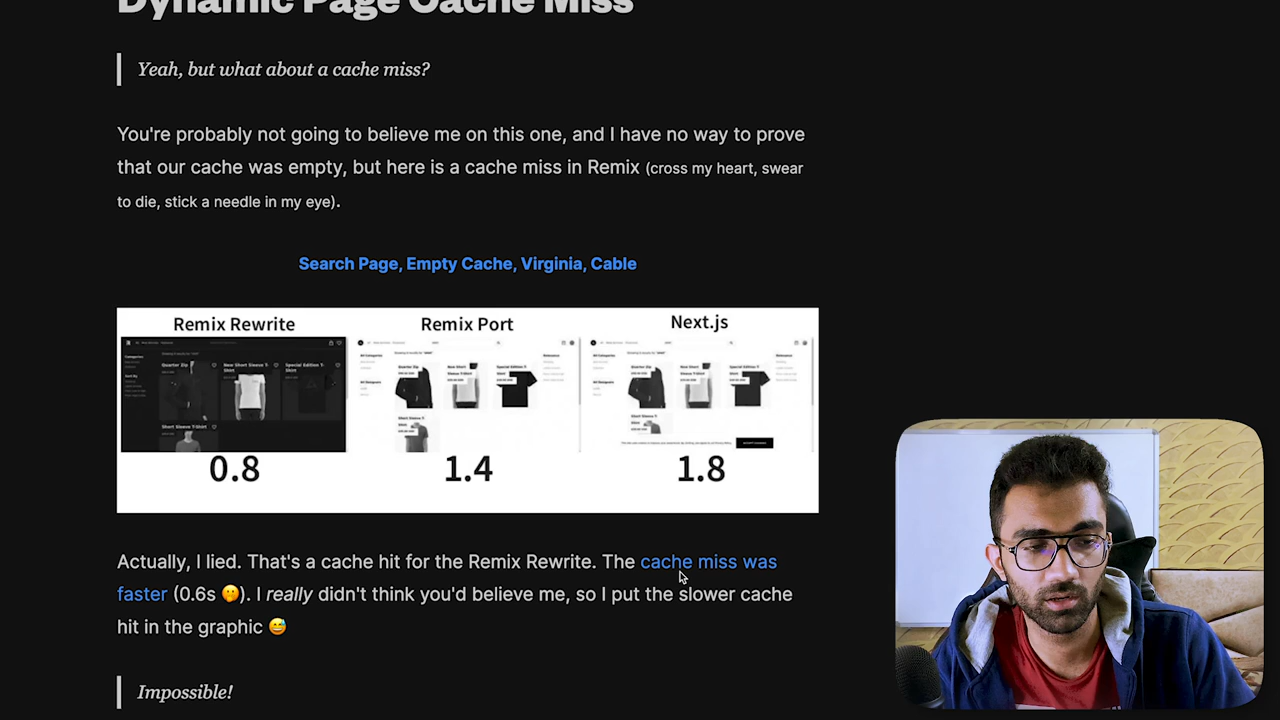 Dynamic Page Cache Miss
Yeah, but what about a cache miss?
You're probably not going to believe me on this one, and I have no way to prove
that our cache was empty, but here is a cache miss in Remix (cross my heart, swear
to die, stick a needle in my eye).
Search Page, Empty Cache, Virginia, Cable
Remix Rewrite
Remix Port
Next.js
0.8
1.4
1.8
Actually, I lied. That's a cache hit for the Remix Rewrite. The cache miss was
faster (0.6s 🤭). I really didn't think you'd believe me, so I put the slower cache
hit in the graphic 😅
Impossible!